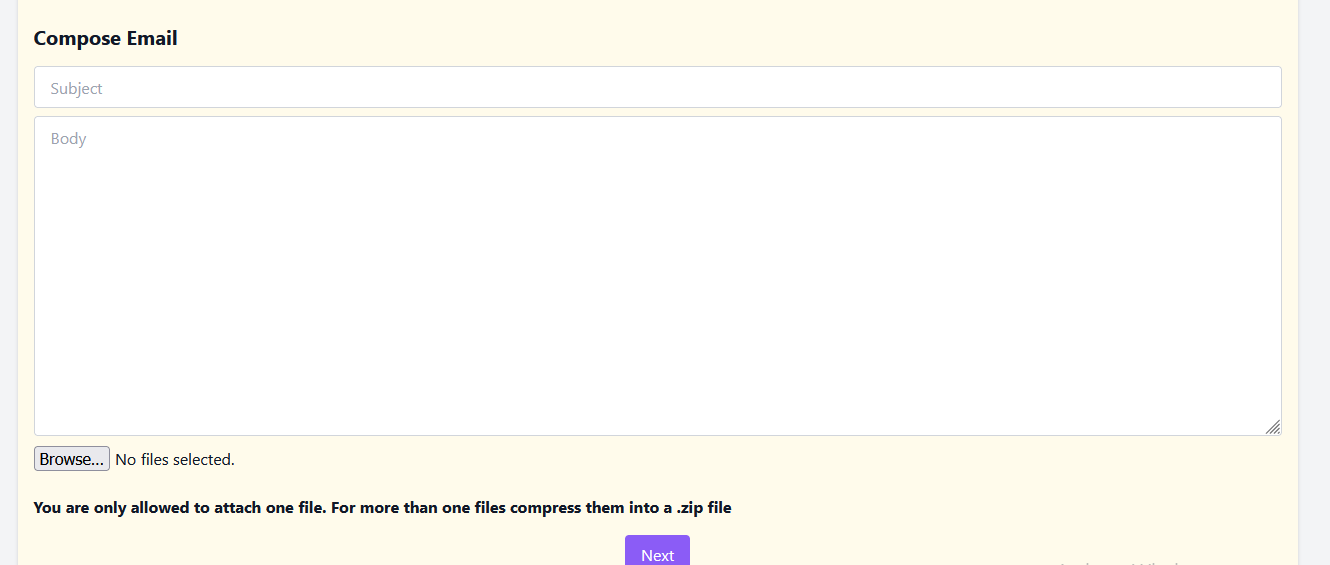 Compose Email
Subject
Body
Browse... No files selected.
You are only allowed to attach one file. For more than one files compress them into a .zip file
Next